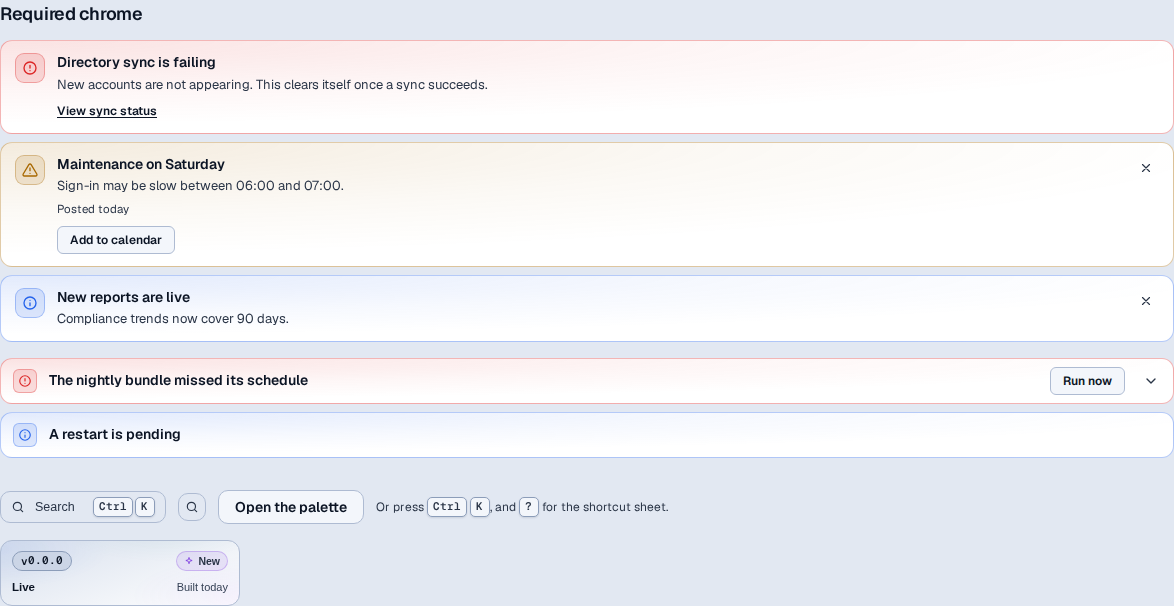 Required chrome
Directory sync is failing
New accounts are not appearing. This clears itself once a sync succeeds.
View sync status
Maintenance on Saturday
Sign-in may be slow between 06:00 and 07:00.
Posted today
Add to calendar
New reports are live
Compliance trends now cover 90 days.
The nightly bundle missed its schedule
Run now
A restart is pending
Search Ctrl K Open the palette Or press Ctrl K, and ? for the shortcut sheet.
v0.0.0 New
Live Built today